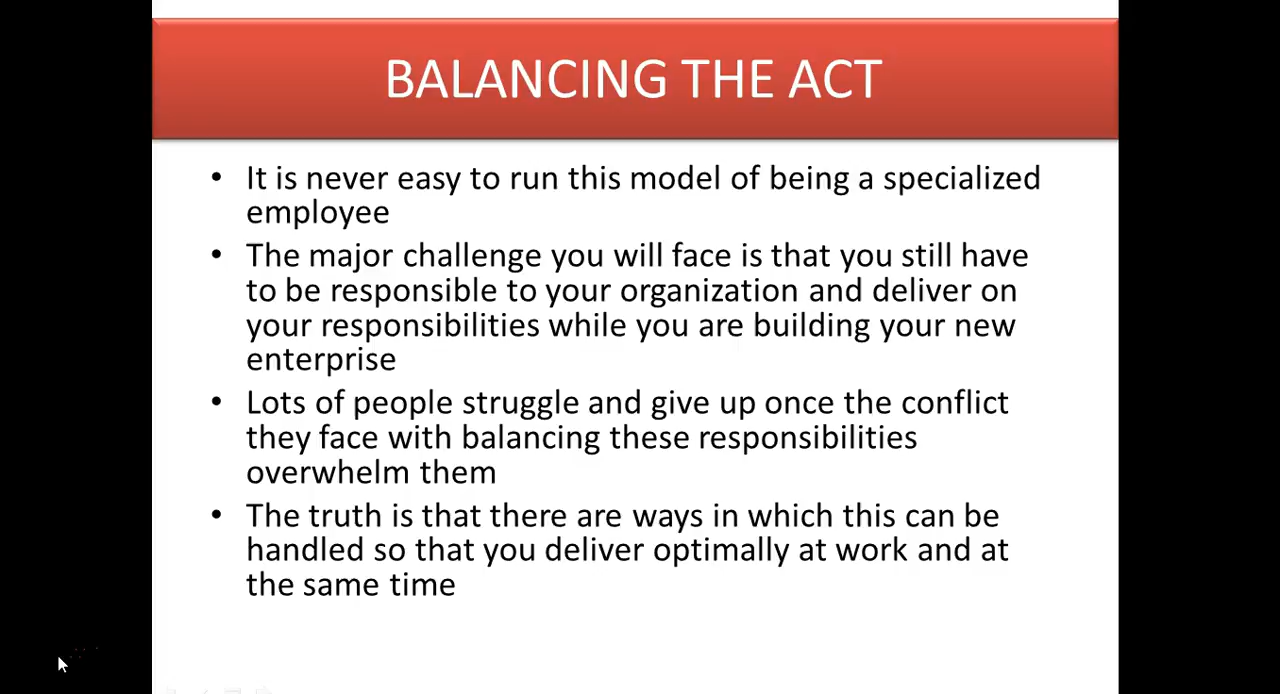 BALANCING THE ACT
• It is never easy to run this model of being a specialized
employee
• The major challenge you will face is that you still have
to be responsible to your organization and deliver on
your responsibilities while you are building your new
enterprise
• Lots of people struggle and give up once the conflict
they face with balancing these responsibilities
overwhelm them
• The truth is that there are ways in which this can be
handled so that you deliver optimally at work and at
the same time